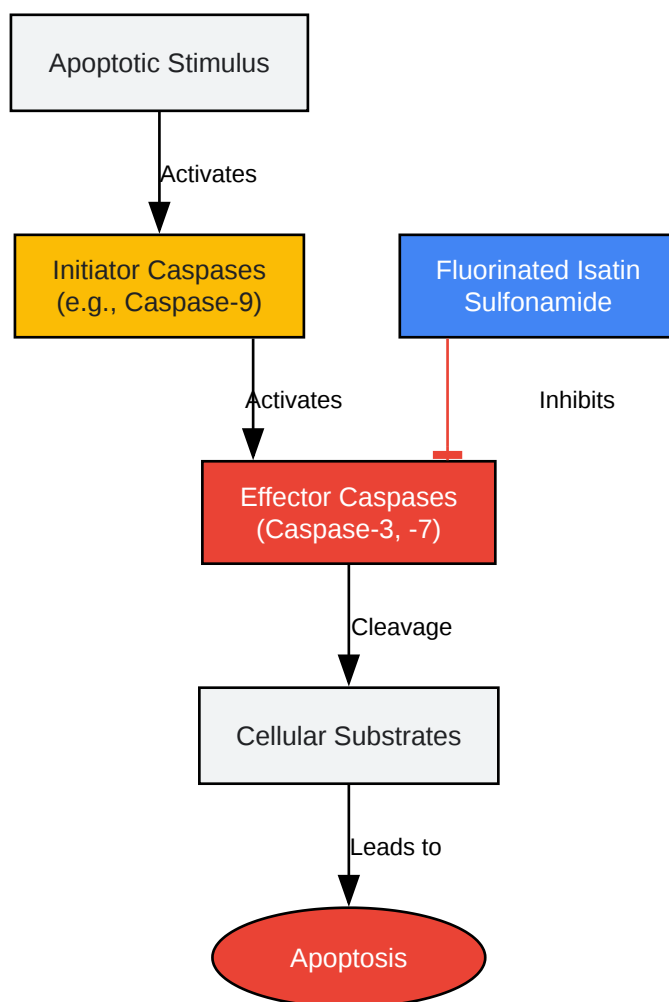 Apoptotic Stimulus
Activates
Initiator Caspases
(e.g., Caspase-9)
Fluorinated Isatin
Sulfonamide
Activates
Inhibits
Effector Caspases
(Caspase-3, -7)
Cleavage
Cellular Substrates
Leads to
Apoptosis